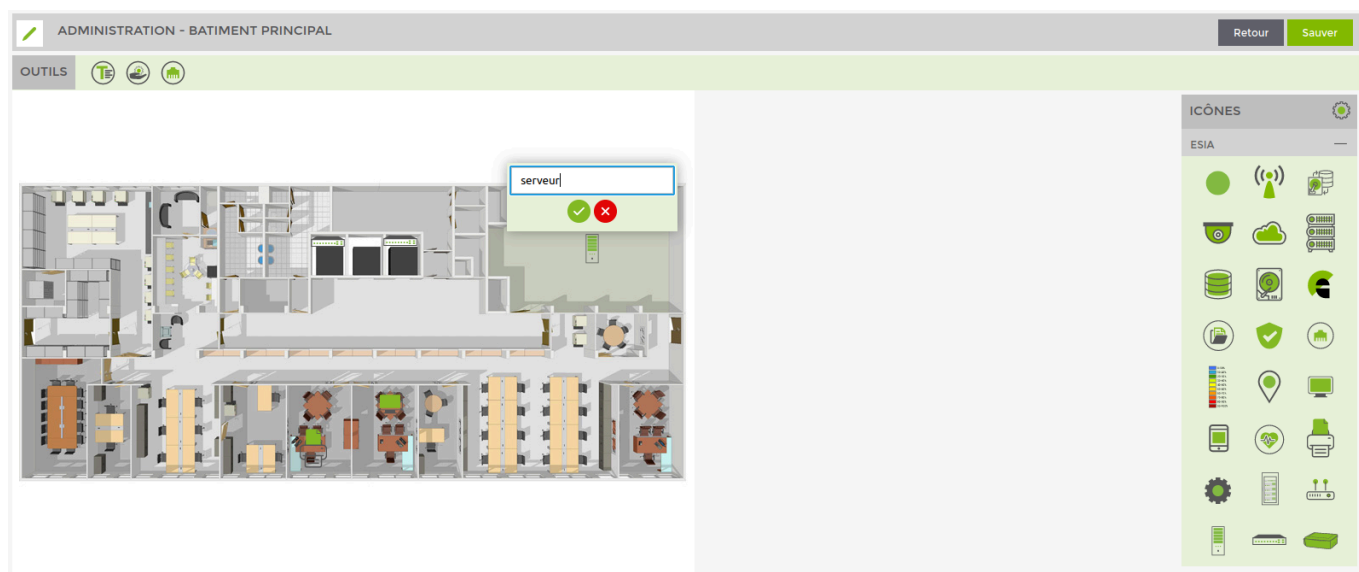 ADMINISTRATION - BATIMENT PRINCIPAL
Retour
Sauver
OUTILS
ICÔNES
ESIA
serveur